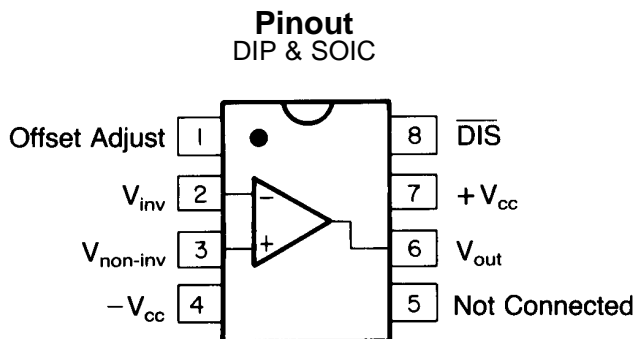 Pinout
DIP & SOIC
Offset Adjust 1 8 DIS
V_inv 2 - 7 +V_cc
V_non-inv 3 + 6 V_out
-V_cc 4 5 Not Connected